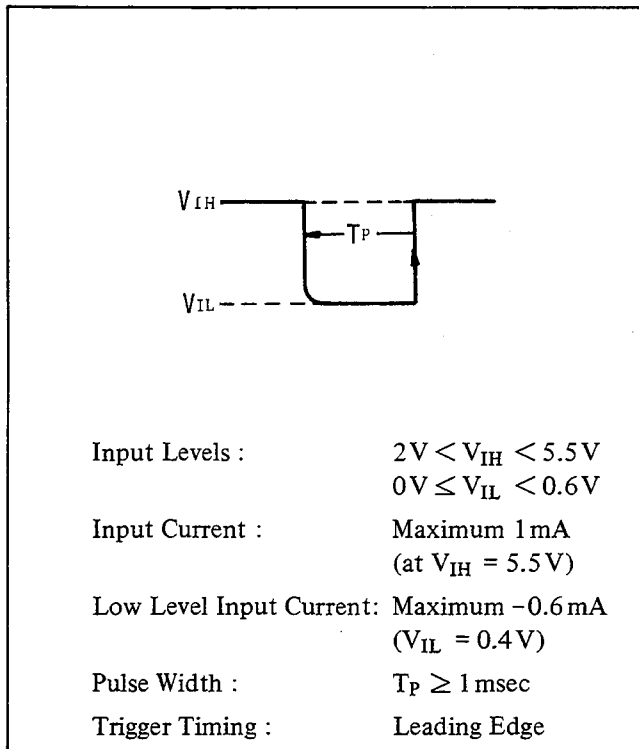 VIH
TP
VIL
Input Levels : 2V < VIH < 5.5V
0V ≤ VIL < 0.6V
Input Current : Maximum 1mA
(at VIH = 5.5V)
Low Level Input Current: Maximum -0.6mA
(VIL = 0.4V)
Pulse Width : TP ≥ 1msec
Trigger Timing : Leading Edge